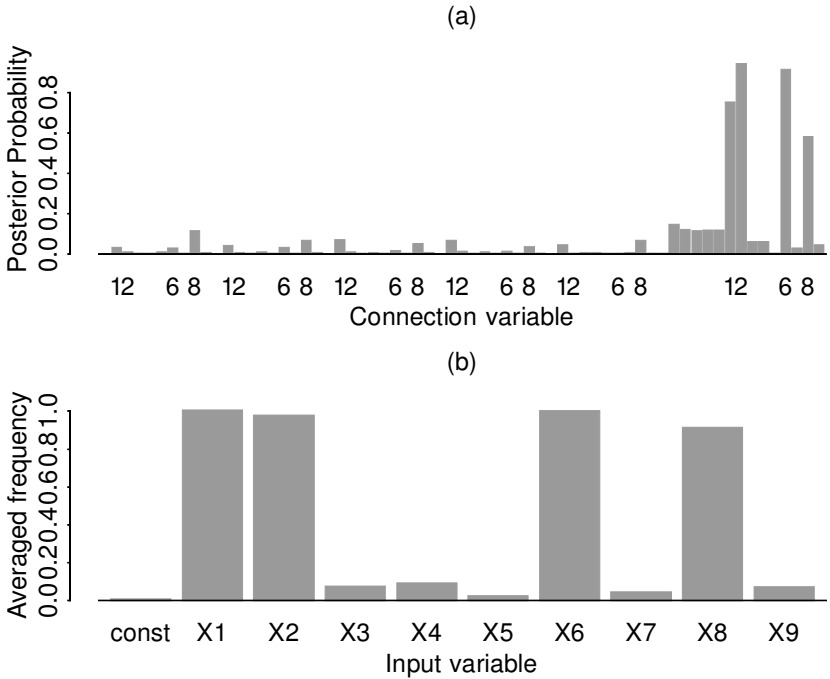 (a)
Posterior Probability
0.0 0.2 0.4 0.6 0.8
12 6 8 12 6 8 12 6 8 12 6 8 12 6 8 12 6 8
Connection variable
(b)
Averaged frequency
0.0 0.2 0.4 0.6 0.8 1.0
const X1 X2 X3 X4 X5 X6 X7 X8 X9
Input variable